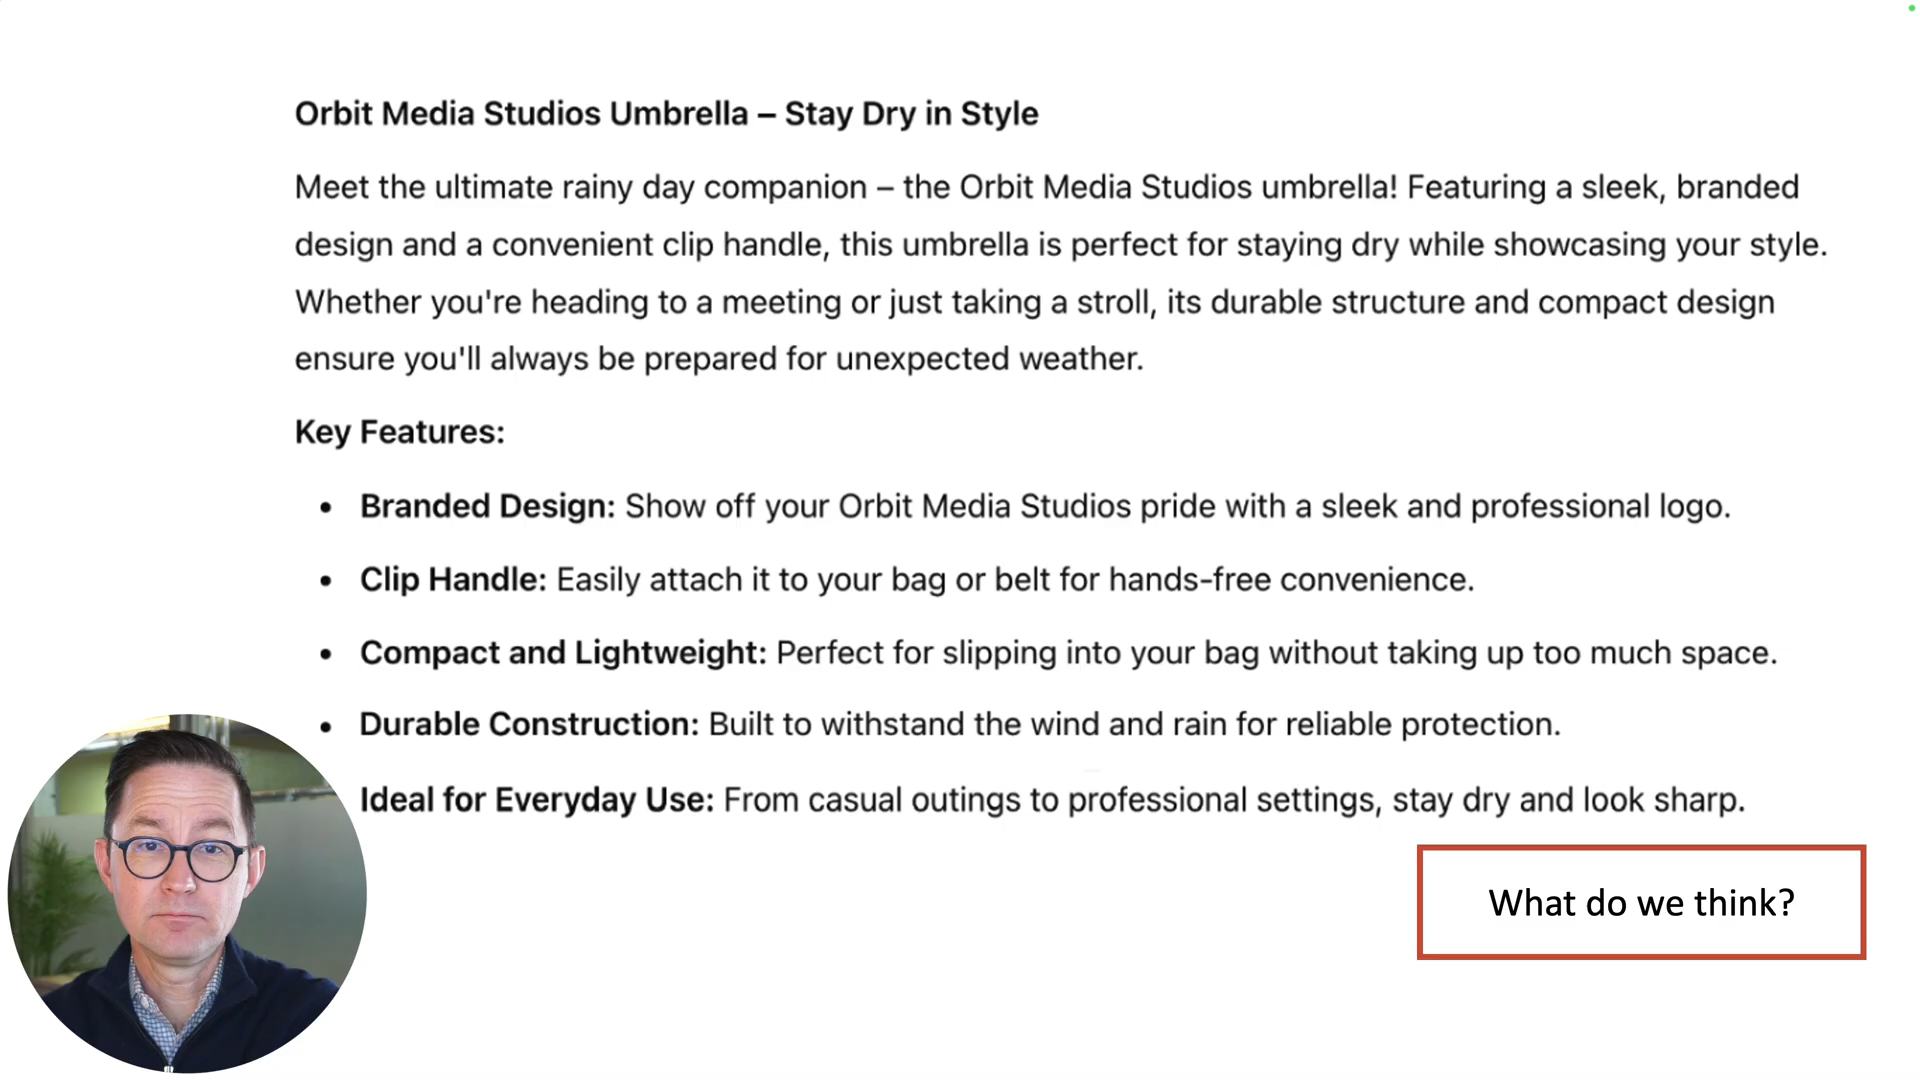 Orbit Media Studios Umbrella – Stay Dry in Style
Meet the ultimate rainy day companion – the Orbit Media Studios umbrella! Featuring a sleek, branded
design and a convenient clip handle, this umbrella is perfect for staying dry while showcasing your style.
Whether you're heading to a meeting or just taking a stroll, its durable structure and compact design
ensure you'll always be prepared for unexpected weather.
Key Features:
• Branded Design: Show off your Orbit Media Studios pride with a sleek and professional logo.
• Clip Handle: Easily attach it to your bag or belt for hands-free convenience.
• Compact and Lightweight: Perfect for slipping into your bag without taking up too much space.
• Durable Construction: Built to withstand the wind and rain for reliable protection.
Ideal for Everyday Use: From casual outings to professional settings, stay dry and look sharp.
What do we think?